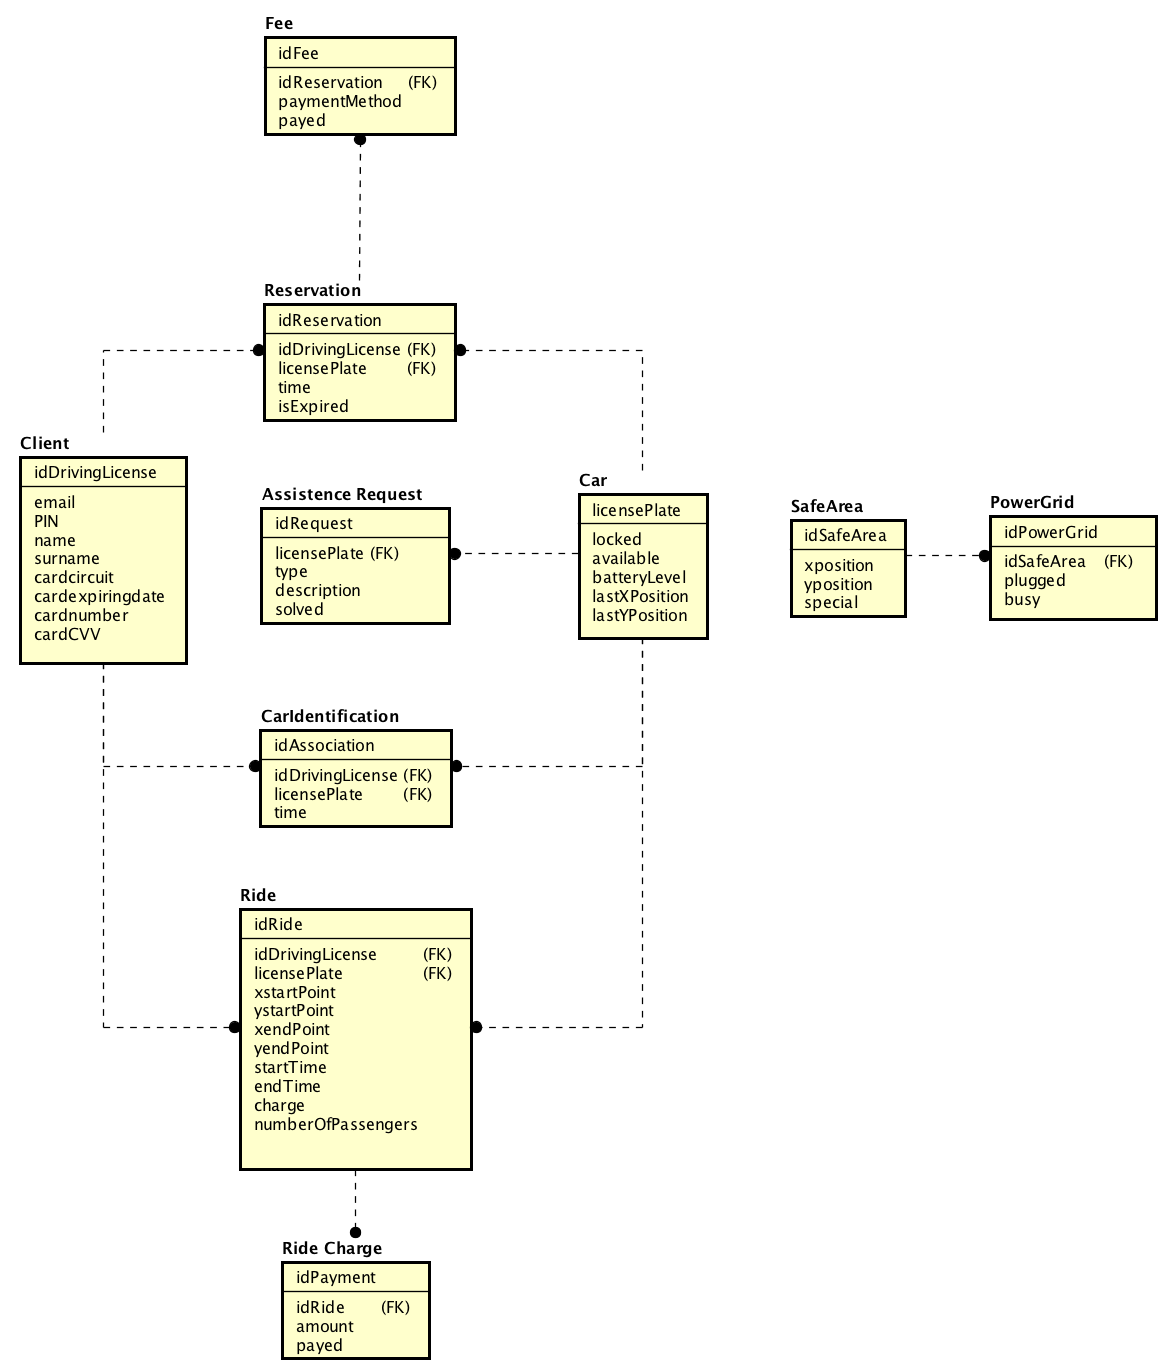 Fee
idFee
idReservation (FK)
paymentMethod
payed
Reservation
idReservation
idDrivingLicense (FK)
licensePlate (FK)
time
isExpired
Client
idDrivingLicense
email
PIN
name
surname
cardcircuit
cardexpiringdate
cardnumber
cardCVV
Assistence Request
idRequest
licensePlate (FK)
type
description
solved
Car
licensePlate
locked
available
batteryLevel
lastXPosition
lastYPosition
SafeArea
idSafeArea
xposition
yposition
special
PowerGrid
idPowerGrid
idSafeArea (FK)
plugged
busy
CarIdentification
idAssociation
idDrivingLicense (FK)
licensePlate (FK)
time
Ride
idRide
idDrivingLicense (FK)
licensePlate (FK)
xstartPoint
ystartPoint
xendPoint
yendPoint
startTime
endTime
charge
numberOfPassengers
Ride Charge
idPayment
idRide (FK)
amount
payed